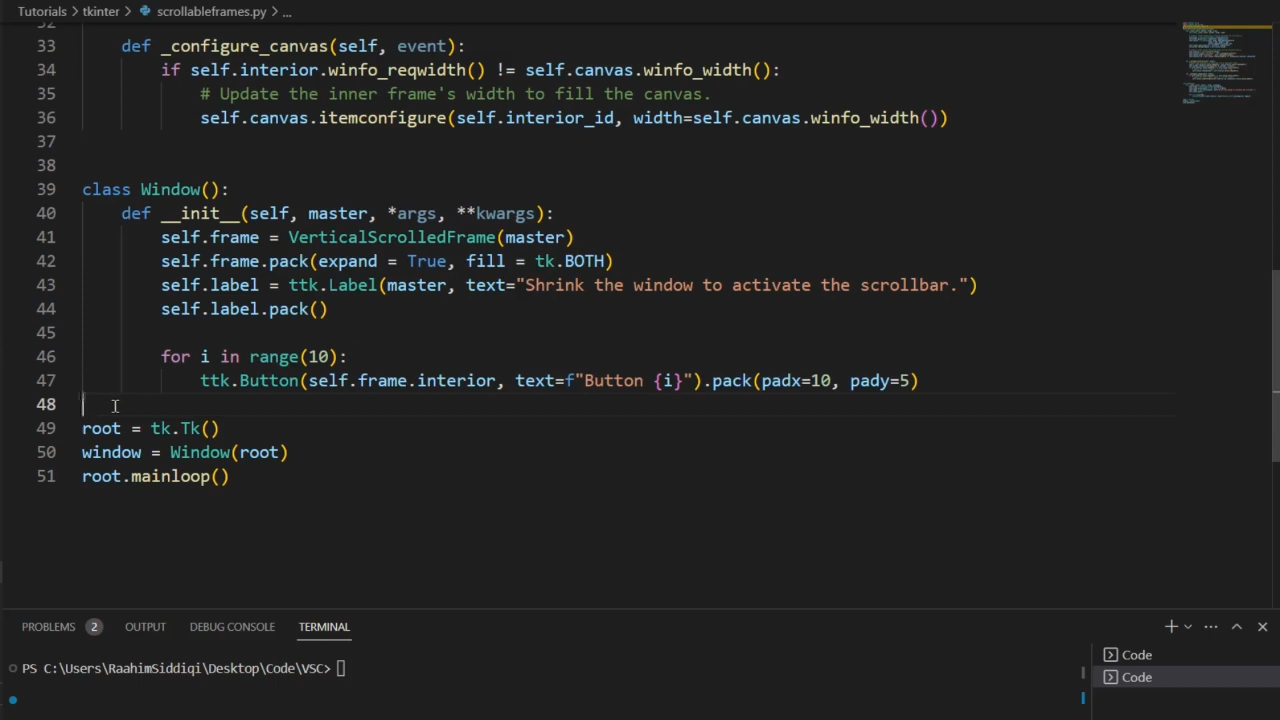 Tutorials > tkinter > scrollableframes.py > ...
32
33 def _configure_canvas(self, event):
34 if self.interior.winfo_reqwidth() != self.canvas.winfo_width():
35 # Update the inner frame's width to fill the canvas.
36 self.canvas.itemconfigure(self.interior_id, width=self.canvas.winfo_width())
37
38
39 class Window():
40 def __init__(self, master, *args, **kwargs):
41 self.frame = VerticalScrolledFrame(master)
42 self.frame.pack(expand = True, fill = tk.BOTH)
43 self.label = ttk.Label(master, text="Shrink the window to activate the scrollbar.")
44 self.label.pack()
45
46 for i in range(10):
47 ttk.Button(self.frame.interior, text=f"Button {i}").pack(padx=10, pady=5)
48
49 root = tk.Tk()
50 window = Window(root)
51 root.mainloop()
PROBLEMS 2 OUTPUT DEBUG CONSOLE TERMINAL
PS C:\Users\RaahimSiddiqi\Desktop\Code\VSC>
Code
Code